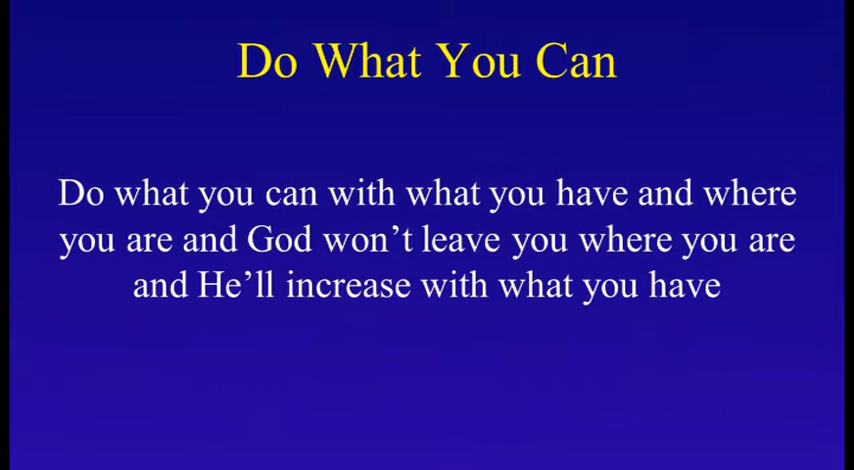 Do What You Can
Do what you can with what you have and where
you are and God won’t leave you where you are
and He’ll increase with what you have